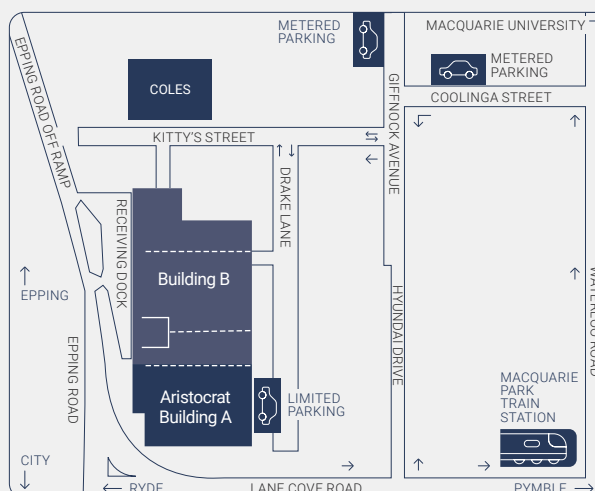 METERED
PARKING
MACQUARIE UNIVERSITY
METERED
PARKING
EPPING ROAD OFF RAMP
COLES
GIFFNOCK AVENUE
COOLINGA STREET
KITTY'S STREET
DRAKE LANE
RECEIVING DOCK
Building B
EPPING
HYUNDAI DRIVE
WATERLOO ROAD
EPPING ROAD
Aristocrat
Building A
LIMITED
PARKING
MACQUARIE
PARK
TRAIN
STATION
CITY
RYDE
LANE COVE ROAD
PYMBLE